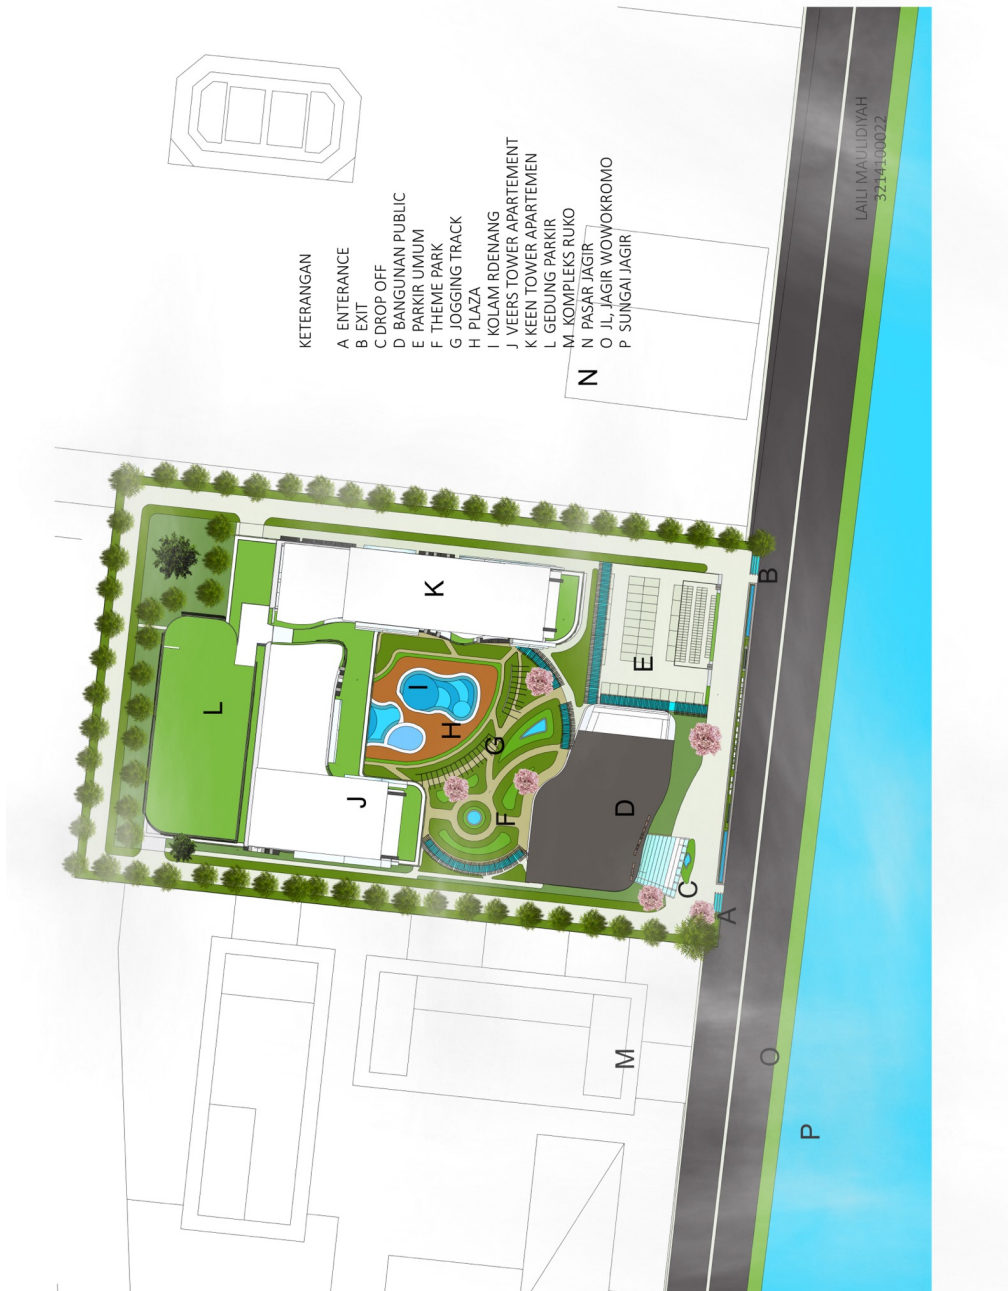 KETERANGAN
A ENTERANCE
B EXIT
C DROP OFF
D BANGUNAN PUBLIC
E PARKIR UMUM
F THEME PARK
G JOGGING TRACK
H PLAZA
I KOLAM RDENANG
J VEERS TOWER APARTEMENT
K KEEN TOWER APARTEMEN
L GEDUNG PARKIR
M KOMPLEKS RUKO
N PASAR JAGIR
O JL, JAGIR WOWOKROMO
P SUNGAI JAGIR
LAILI MAULIDIYAH
3214100022
L
J
K
I
H
G
F
E
D
C
A
B
M
N
O
P